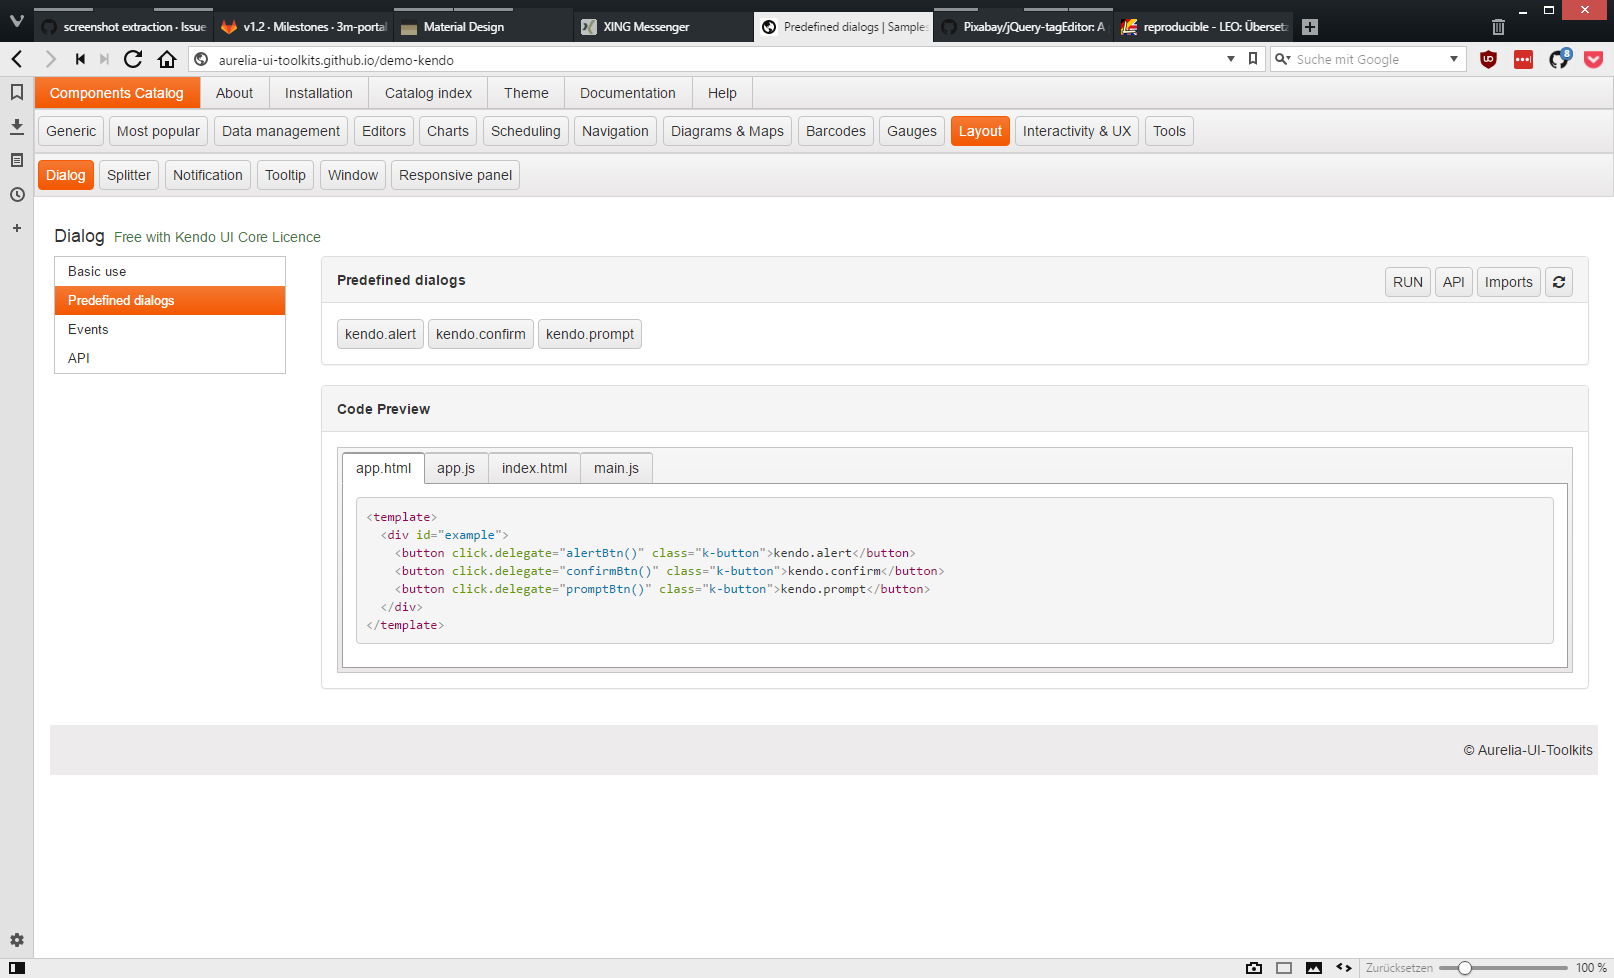 screenshot extraction · Issue
v1.2 · Milestones · 3m-portal
Material Design
XING Messenger
Predefined dialogs | Samples
Pixabay/jQuery-tagEditor: A
reproducible - LEO: Übersetz
aurelia-ui-toolkits.github.io/demo-kendo
Suche mit Google
8
Components Catalog About Installation Catalog index Theme Documentation Help
Generic Most popular Data management Editors Charts Scheduling Navigation Diagrams & Maps Barcodes Gauges Layout Interactivity & UX Tools
Dialog Splitter Notification Tooltip Window Responsive panel
Dialog Free with Kendo UI Core Licence
Basic use
Predefined dialogs
Events
API
Predefined dialogs
RUN API Imports
kendo.alert kendo.confirm kendo.prompt
Code Preview
app.html app.js index.html main.js
<template>
  <div id="example">
    <button click.delegate="alertBtn()" class="k-button">kendo.alert</button>
    <button click.delegate="confirmBtn()" class="k-button">kendo.confirm</button>
    <button click.delegate="promptBtn()" class="k-button">kendo.prompt</button>
  </div>
</template>
© Aurelia-UI-Toolkits
Zurücksetzen 100 %